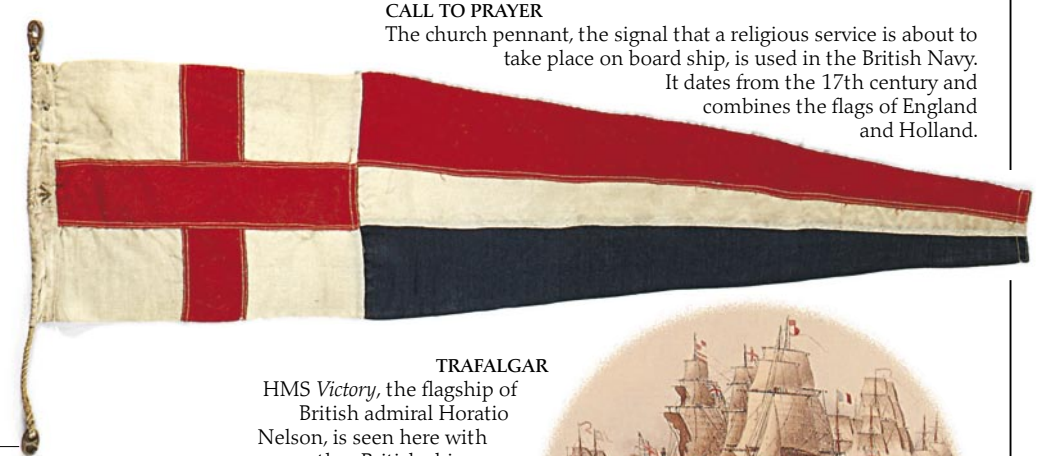 CALL TO PRAYER
The church pennant, the signal that a religious service is about to
take place on board ship, is used in the British Navy.
It dates from the 17th century and
combines the flags of England
and Holland.
TRAFALGAR
HMS Victory, the flagship of
British admiral Horatio
Nelson, is seen here with